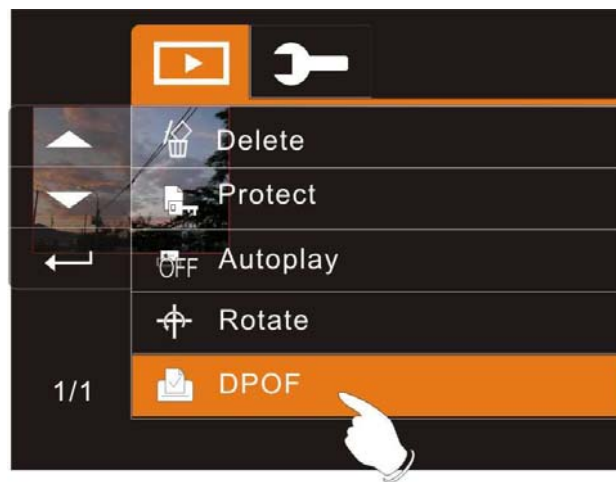 Delete
Protect
OFF Autoplay
Rotate
1/1 DPOF